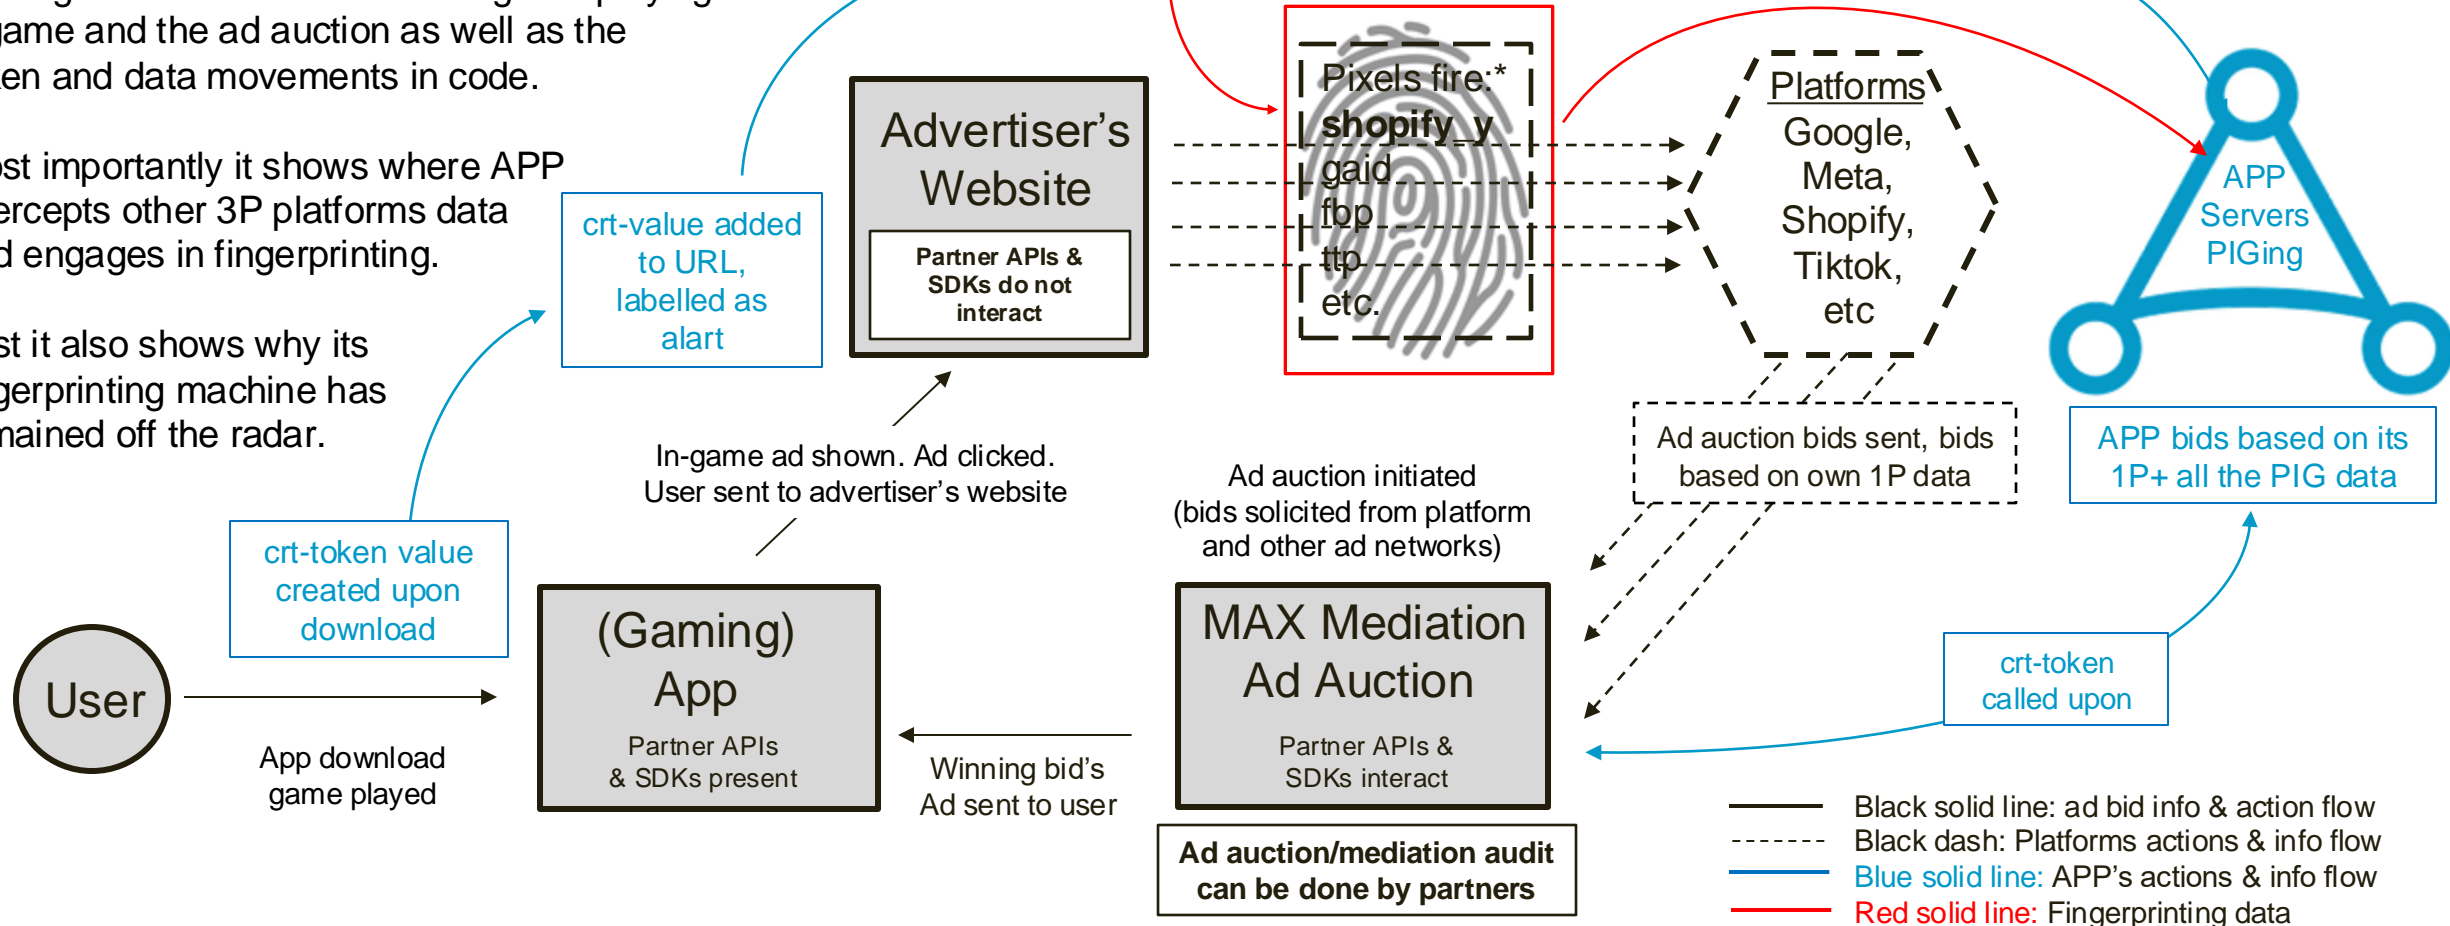 game and the ad auction as well as the
ken and data movements in code.
ost importantly it shows where APP
ercepts other 3P platforms data
d engages in fingerprinting.
st it also shows why its
gerprinting machine has
mained off the radar.
crt-value added
to URL,
labelled as
alart
Advertiser's
Website
Partner APIs &
SDKs do not
interact
Pixels fire:*
shopify_y
gaid
fbp
ttp
etc.
Platforms
Google,
Meta,
Shopify,
Tiktok,
etc
APP
Servers
PIGing
In-game ad shown. Ad clicked.
User sent to advertiser's website
Ad auction initiated
(bids solicited from platform
and other ad networks)
Ad auction bids sent, bids
based on own 1P data
APP bids based on its
1P+ all the PIG data
crt-token value
created upon
download
User
App download
game played
(Gaming)
App
Partner APIs
& SDKs present
Winning bid's
Ad sent to user
MAX Mediation
Ad Auction
Partner APIs &
SDKs interact
Ad auction/mediation audit
can be done by partners
crt-token
called upon
Black solid line: ad bid info & action flow
Black dash: Platforms actions & info flow
Blue solid line: APP's actions & info flow
Red solid line: Fingerprinting data